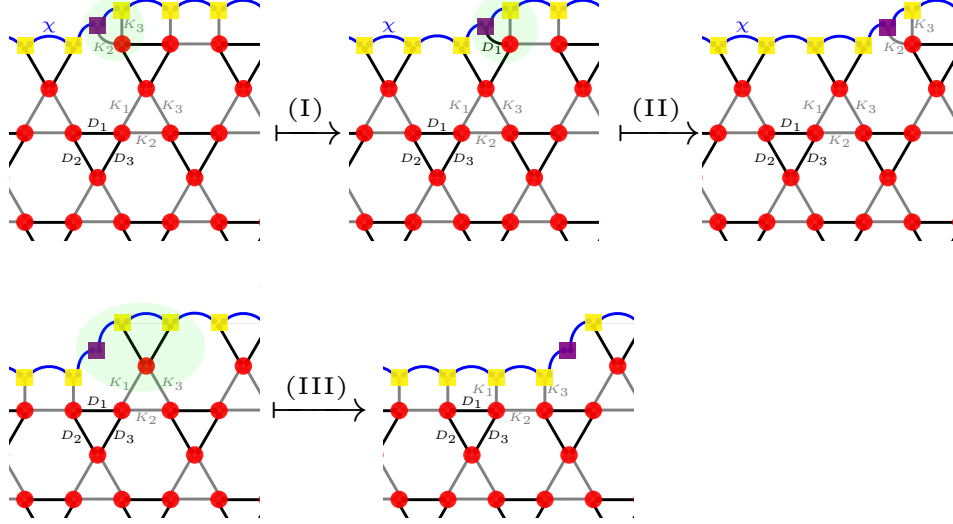 χ K₃ χ χ K₃
K₂ D₁ K₂
(I) (II)
K₁ K₃ K₁ K₃ K₁ K₃
D₁ K₂ D₁ K₂ D₁ K₂
D₂ D₃ D₂ D₃ D₂ D₃
(III)
K₁ K₃ K₁ K₃
D₁ K₂ D₁ K₂
D₂ D₃ D₂ D₃